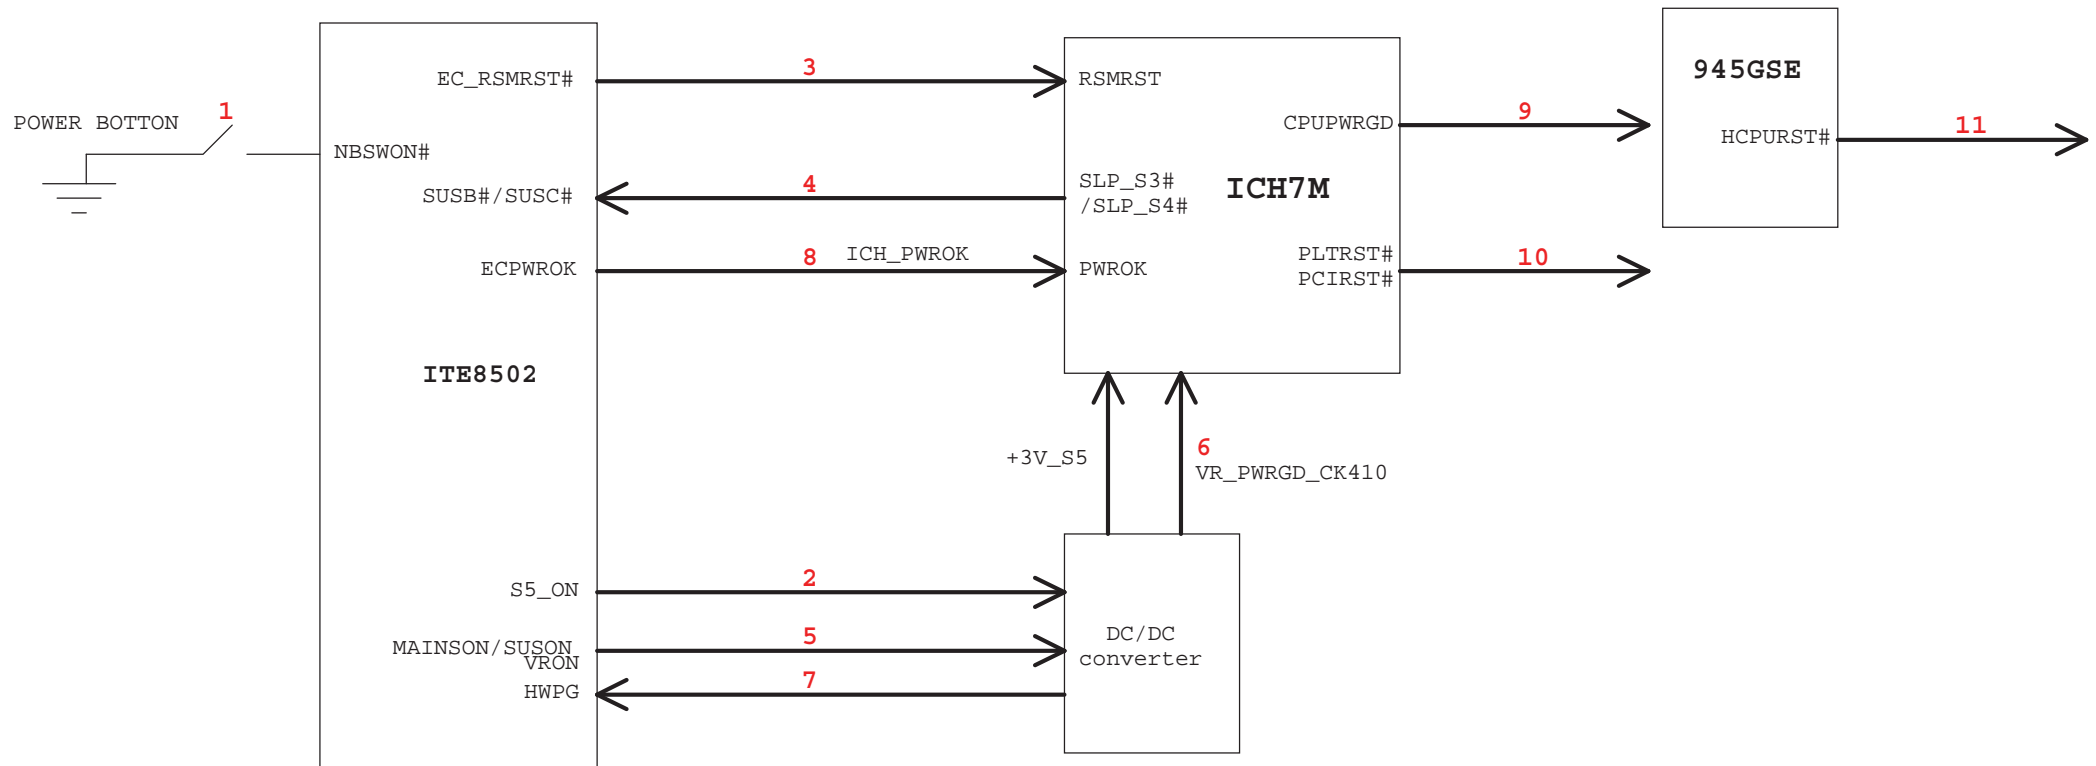 945GSE
EC_RSMRST#
3
RSMRST
1
POWER BOTTON
CPUPWRGD
9
HCPURST#
11
NBSWON#
SUSB#/SUSC#
4
SLP_S3#
/SLP_S4#
ICH7M
ECPWROK
8
ICH_PWROK
PWROK
PLTRST#
PCIRST#
10
ITE8502
+3V_S5
6
VR_PWRGD_CK410
S5_ON
2
MAINSON/SUSON
VRON
5
DC/DC
converter
HWPG
7